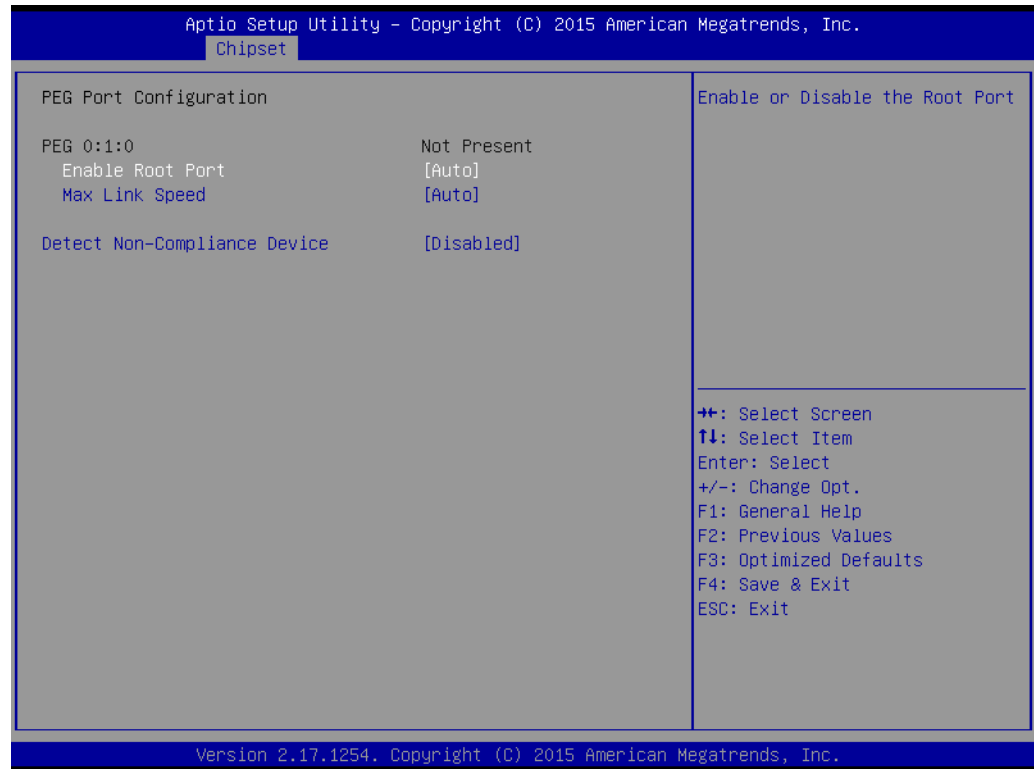 Aptio Setup Utility – Copyright (C) 2015 American Megatrends, Inc.
Chipset
PEG Port Configuration
PEG 0:1:0 Not Present
Enable Root Port [Auto]
Max Link Speed [Auto]
Detect Non-Compliance Device [Disabled]
Enable or Disable the Root Port
→←: Select Screen
↑↓: Select Item
Enter: Select
+/-: Change Opt.
F1: General Help
F2: Previous Values
F3: Optimized Defaults
F4: Save & Exit
ESC: Exit
Version 2.17.1254. Copyright (C) 2015 American Megatrends, Inc.